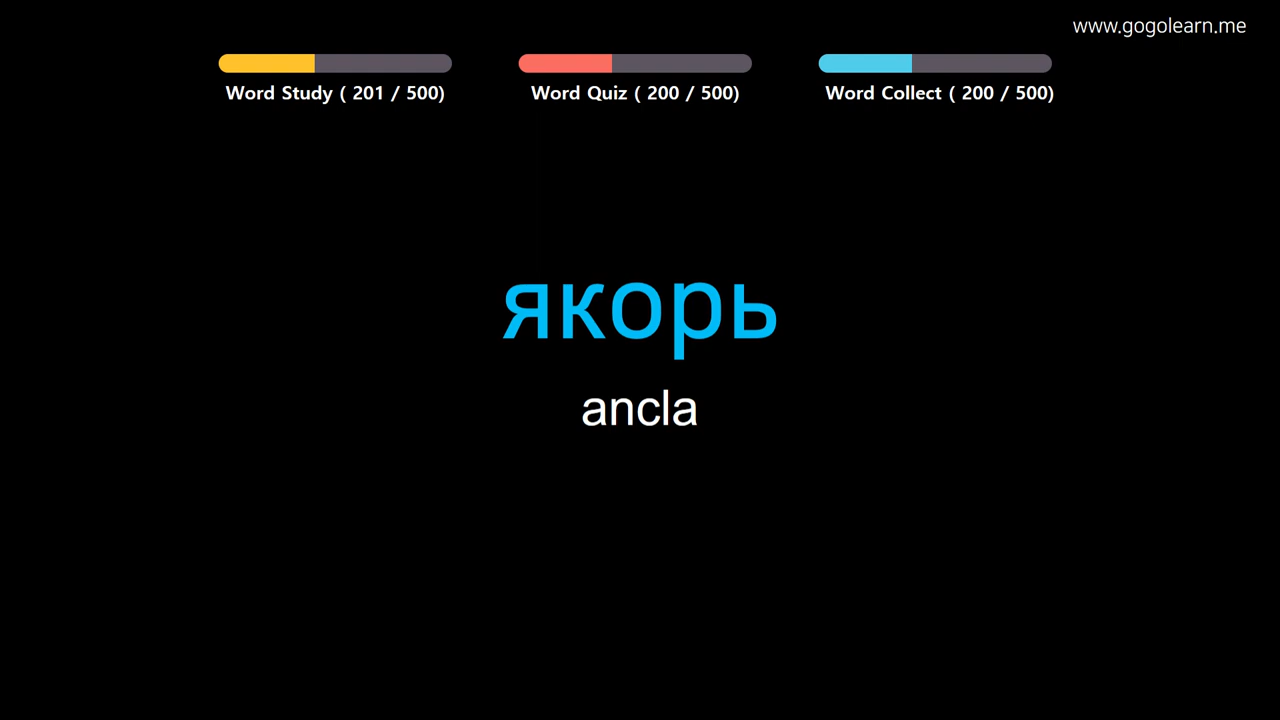 www.gogolearn.me
Word Study ( 201 / 500)
Word Quiz ( 200 / 500)
Word Collect ( 200 / 500)
якорь
ancla